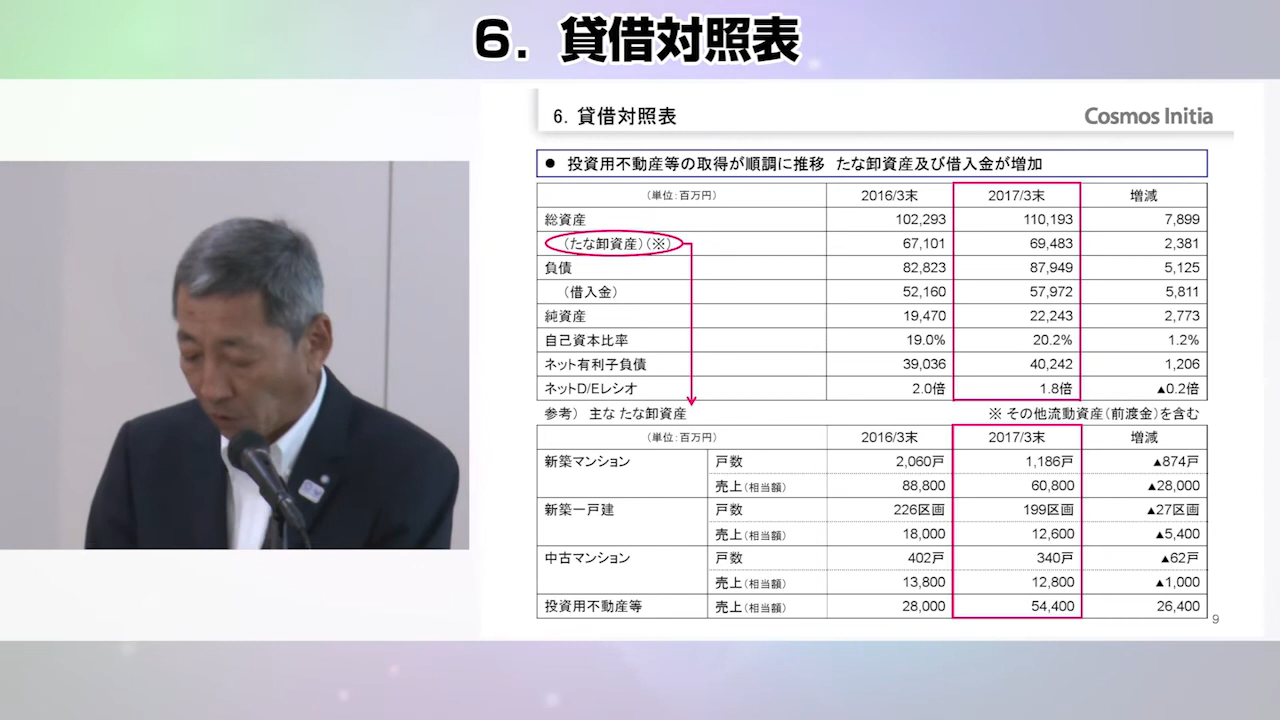 6. 貸借対照表
6. 貸借対照表 Cosmos Initia
● 投資用不動産等の取得が順調に推移 たな卸資産及び借入金が増加
（単位：百万円） 2016/3末 2017/3末 増減
総資産 102,293 110,193 7,899
（たな卸資産）（※） 67,101 69,483 2,381
負債 82,823 87,949 5,125
（借入金） 52,160 57,972 5,811
純資産 19,470 22,243 2,773
自己資本比率 19.0% 20.2% 1.2%
ネット有利子負債 39,036 40,242 1,206
ネットD/Eレシオ 2.0倍 1.8倍 ▲0.2倍
参考） 主な たな卸資産 ※ その他流動資産（前渡金）を含む
（単位：百万円） 2016/3末 2017/3末 増減
新築マンション 戸数 2,060戸 1,186戸 ▲874戸
売上（相当額） 88,800 60,800 ▲28,000
新築一戸建 戸数 226区画 199区画 ▲27区画
売上（相当額） 18,000 12,600 ▲5,400
中古マンション 戸数 402戸 340戸 ▲62戸
売上（相当額） 13,800 12,800 ▲1,000
投資用不動産等 売上（相当額） 28,000 54,400 26,400
9